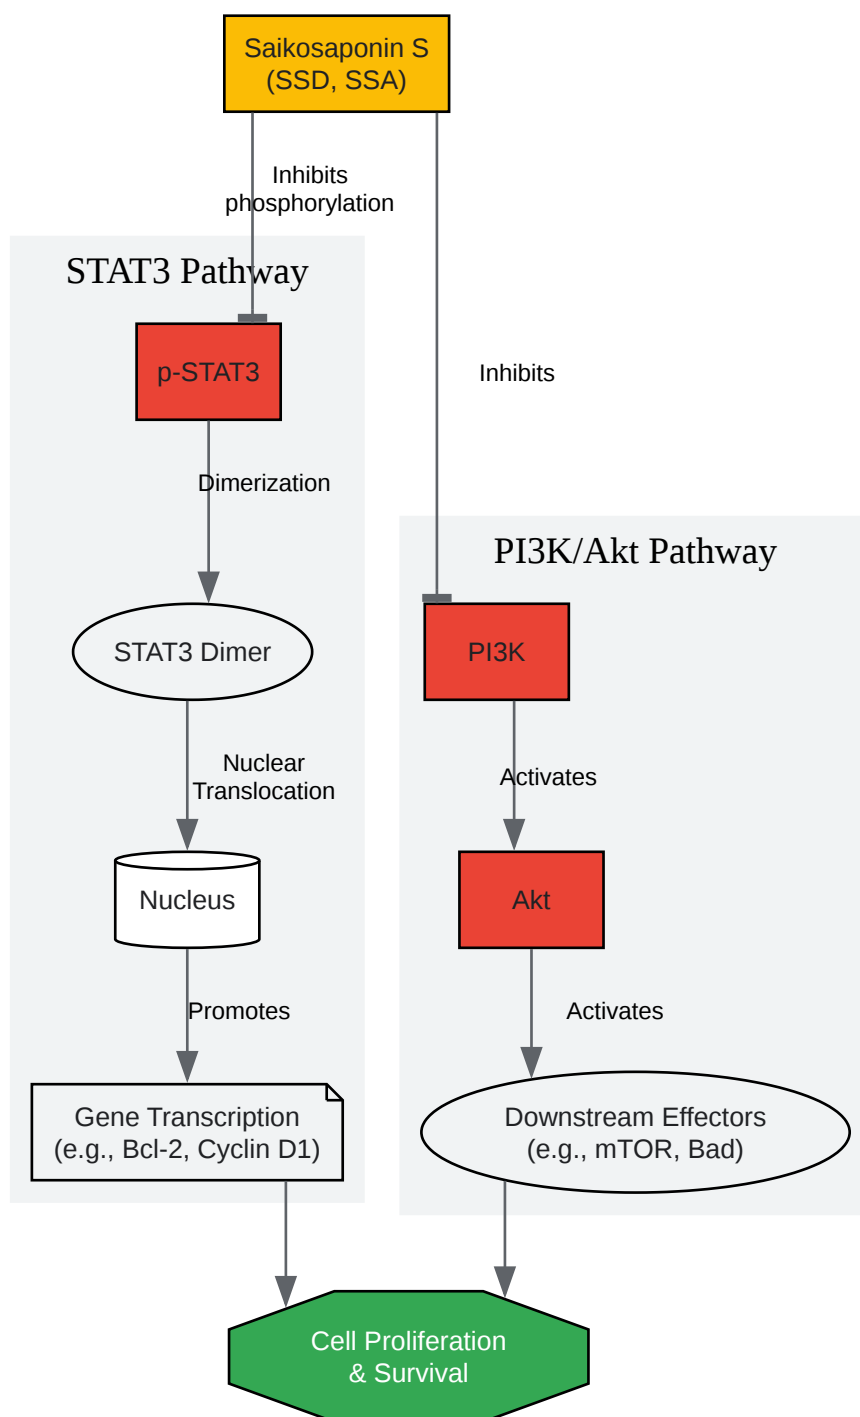 Saikosaponin S
(SSD, SSA)
Inhibits
phosphorylation
STAT3 Pathway
p-STAT3
Inhibits
Dimerization
PI3K/Akt Pathway
STAT3 Dimer
PI3K
Nuclear
Translocation
Activates
Nucleus
Akt
Promotes
Activates
Gene Transcription
(e.g., Bcl-2, Cyclin D1)
Downstream Effectors
(e.g., mTOR, Bad)
Cell Proliferation
& Survival